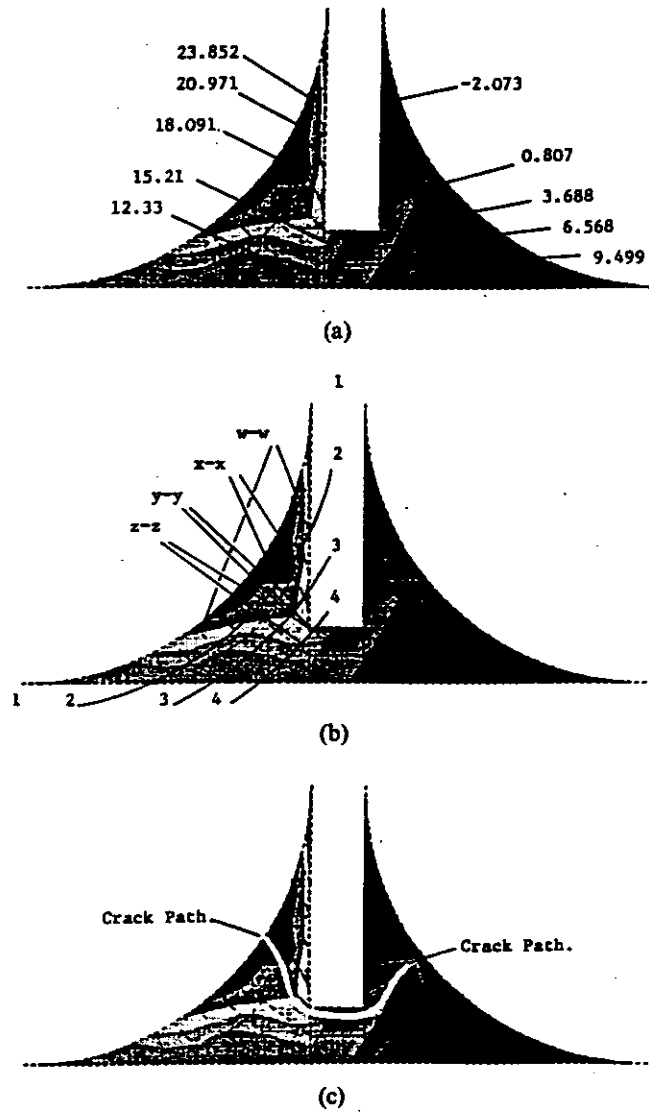 23.852
20.971
-2.073
18.091
0.807
15.21
3.688
12.33
6.568
9.499
(a)
1
w-w
2
x-x
y-y
z-z
3
4
1 2 3 4
(b)
Crack Path.
Crack Path.
(c)